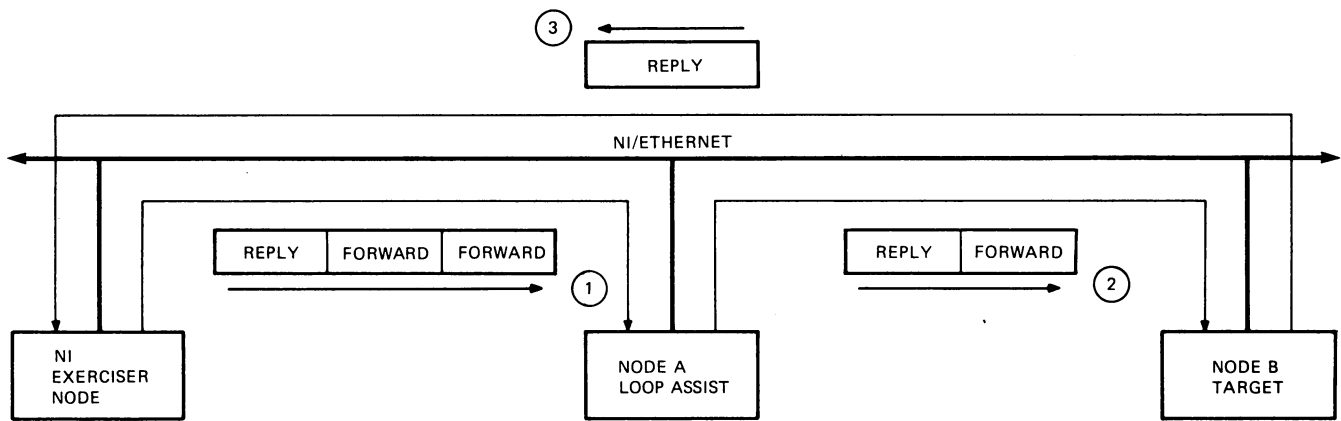 3
REPLY
NI/ETHERNET
REPLY FORWARD FORWARD
1
REPLY FORWARD
2
NI
EXERCISER
NODE
NODE A
LOOP ASSIST
NODE B
TARGET